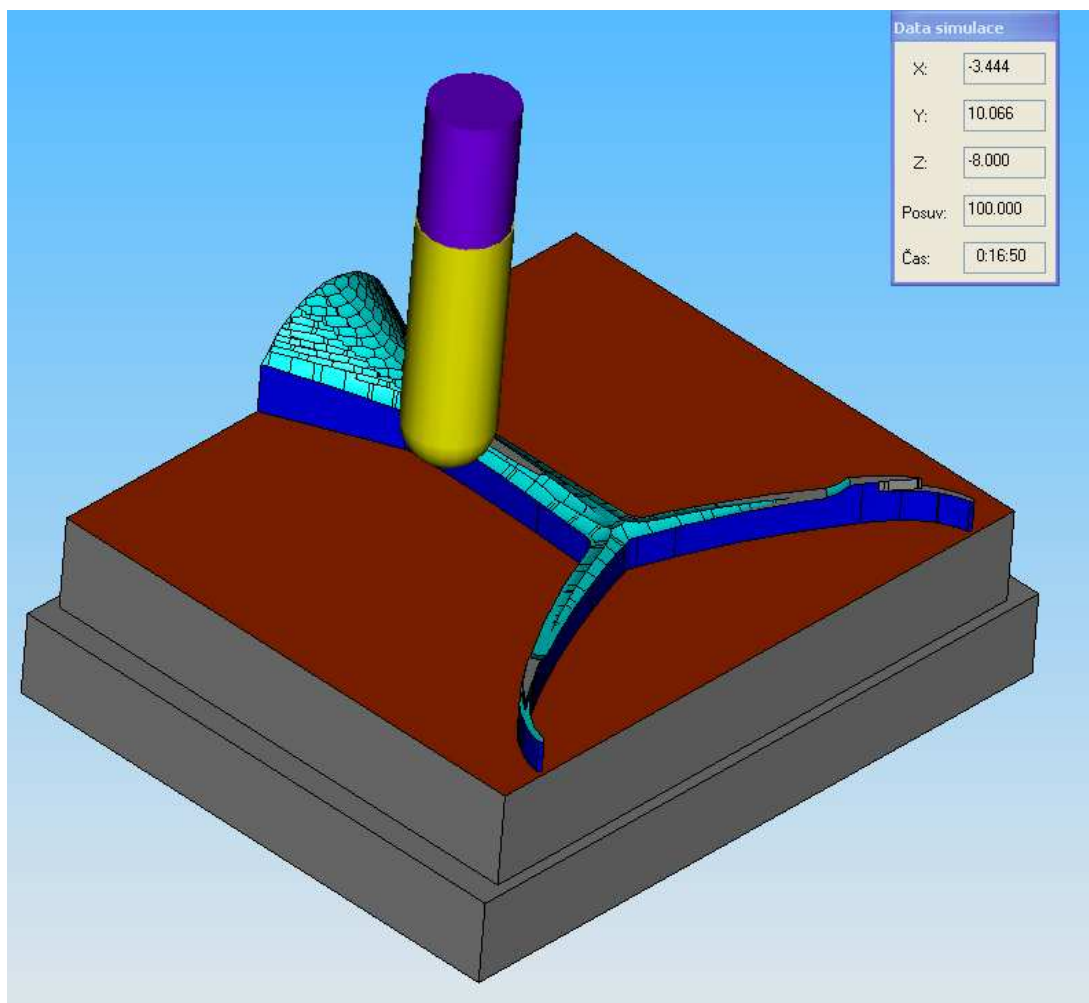 Data simulace
X: -3.444
Y: 10.066
Z: -8.000
Posuv: 100.000
Čas: 0:16:50